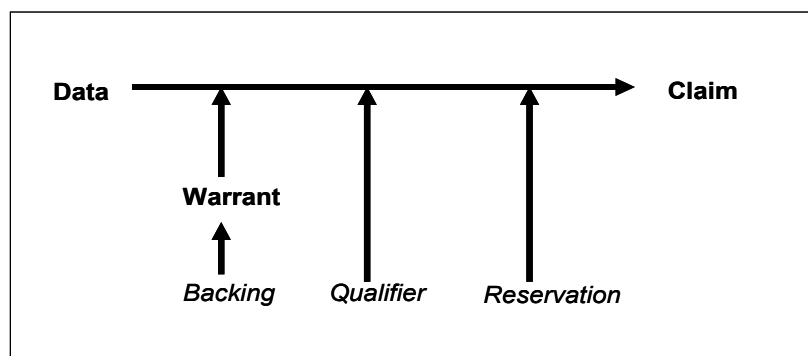 Data
Claim
Warrant
Backing
Qualifier
Reservation